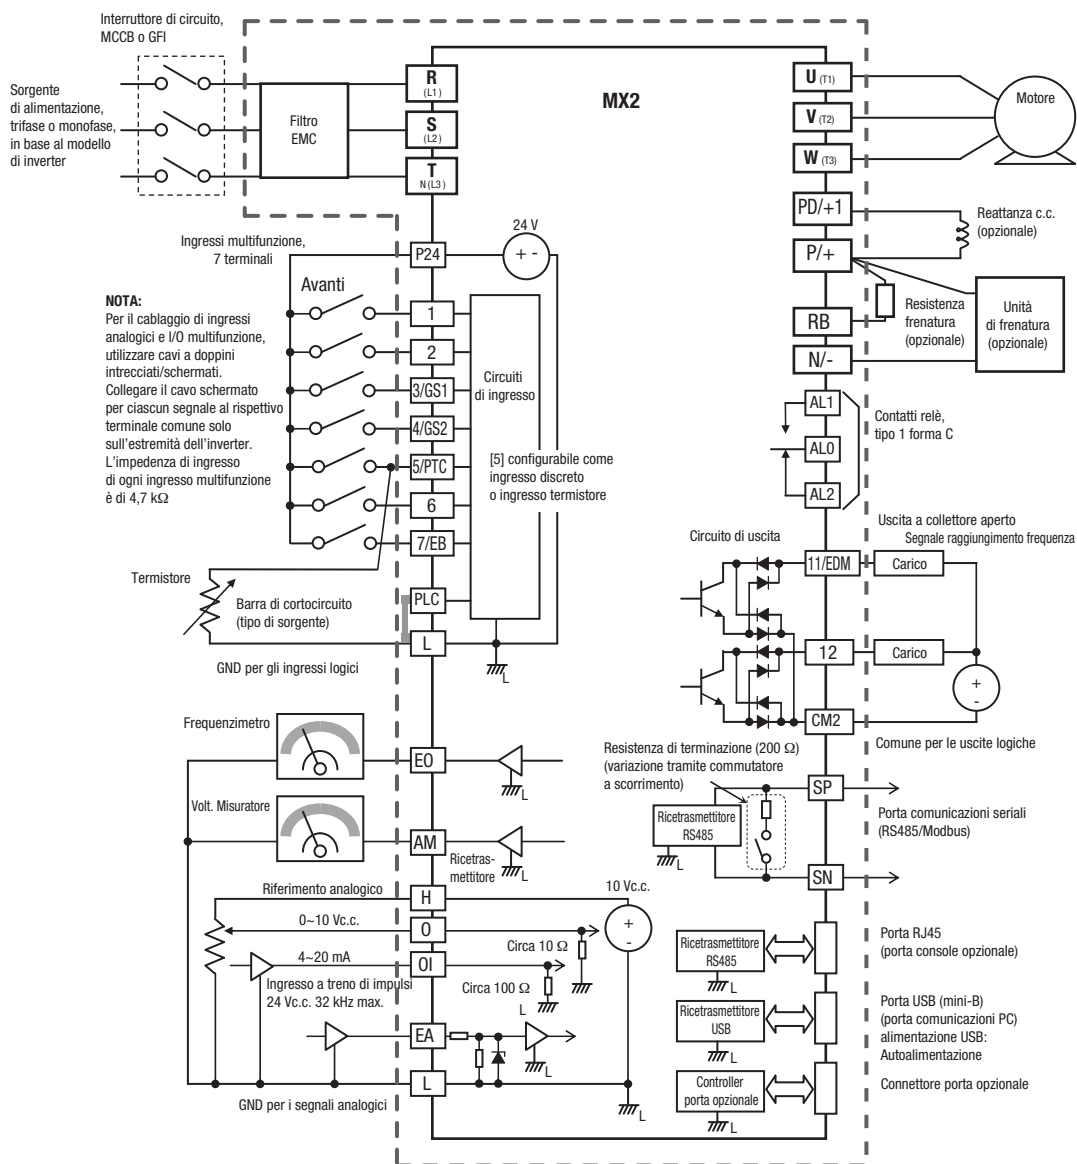 Interruttore di circuito,
MCCB o GFI
Sorgente
di alimentazione,
trifase o monofase,
in base al modello
di inverter
Filtro
EMC
R
(L1)
S
(L2)
T
N(L3)
MX2
U (T1)
V (T2)
W (T3)
Motore
PD/+1
P/+
Reattanza c.c.
(opzionale)
RB
N/-
Resistenza
frenatura
(opzionale)
Unità
di frenatura
(opzionale)
Ingressi multifunzione,
7 terminali
P24
24 V
+ -
Avanti
NOTA:
Per il cablaggio di ingressi
analogici e I/O multifunzione,
utilizzare cavi a doppini
intrecciati/schermati.
Collegare il cavo schermato
per ciascun segnale al rispettivo
terminale comune solo
sull'estremità dell'inverter.
L'impedenza di ingresso
di ogni ingresso multifunzione
è di 4,7 kΩ
1
2
3/GS1
4/GS2
5/PTC
6
7/EB
PLC
L
Circuiti
di ingresso
[5] configurabile come
ingresso discreto
o ingresso termistore
AL1
AL0
AL2
Contatti relè,
tipo 1 forma C
Termistore
Barra di cortocircuito
(tipo di sorgente)
GND per gli ingressi logici
L
Circuito di uscita
Uscita a collettore aperto
Segnale raggiungimento frequenza
11/EDM
Carico
12
Carico
+
-
CM2
Comune per le uscite logiche
Frequenzimetro
EO
L
Volt. Misuratore
AM
Ricetras-
mettitore
L
Resistenza di terminazione (200 Ω)
(variazione tramite commutatore
a scorrimento)
Ricetrasmettitore
RS485
L
SP
SN
Porta comunicazioni seriali
(RS485/Modbus)
Riferimento analogico
H
10 Vc.c.
+
-
0~10 Vc.c.
O
Circa 10 Ω
4~20 mA
OI
Circa 100 Ω
Ingresso a treno di impulsi
24 Vc.c. 32 kHz max.
L
EA
L
L
L
GND per i segnali analogici
Ricetrasmettitore
RS485
L
Porta RJ45
(porta console opzionale)
Ricetrasmettitore
USB
L
Porta USB (mini-B)
(porta comunicazioni PC)
alimentazione USB:
Autoalimentazione
Controller
porta opzionale
L
Connettore porta opzionale